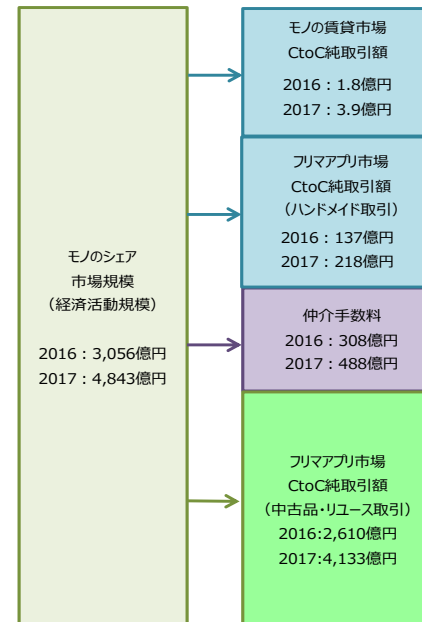 モノのシェア
市場規模
（経済活動規模）
2016：3,056億円
2017：4,843億円
モノの賃貸市場
CtoC純取引額
2016：1.8億円
2017：3.9億円
フリマアプリ市場
CtoC純取引額
（ハンドメイド取引）
2016：137億円
2017：218億円
仲介手数料
2016：308億円
2017：488億円
フリマアプリ市場
CtoC純取引額
（中古品・リユース取引）
2016:2,610億円
2017:4,133億円